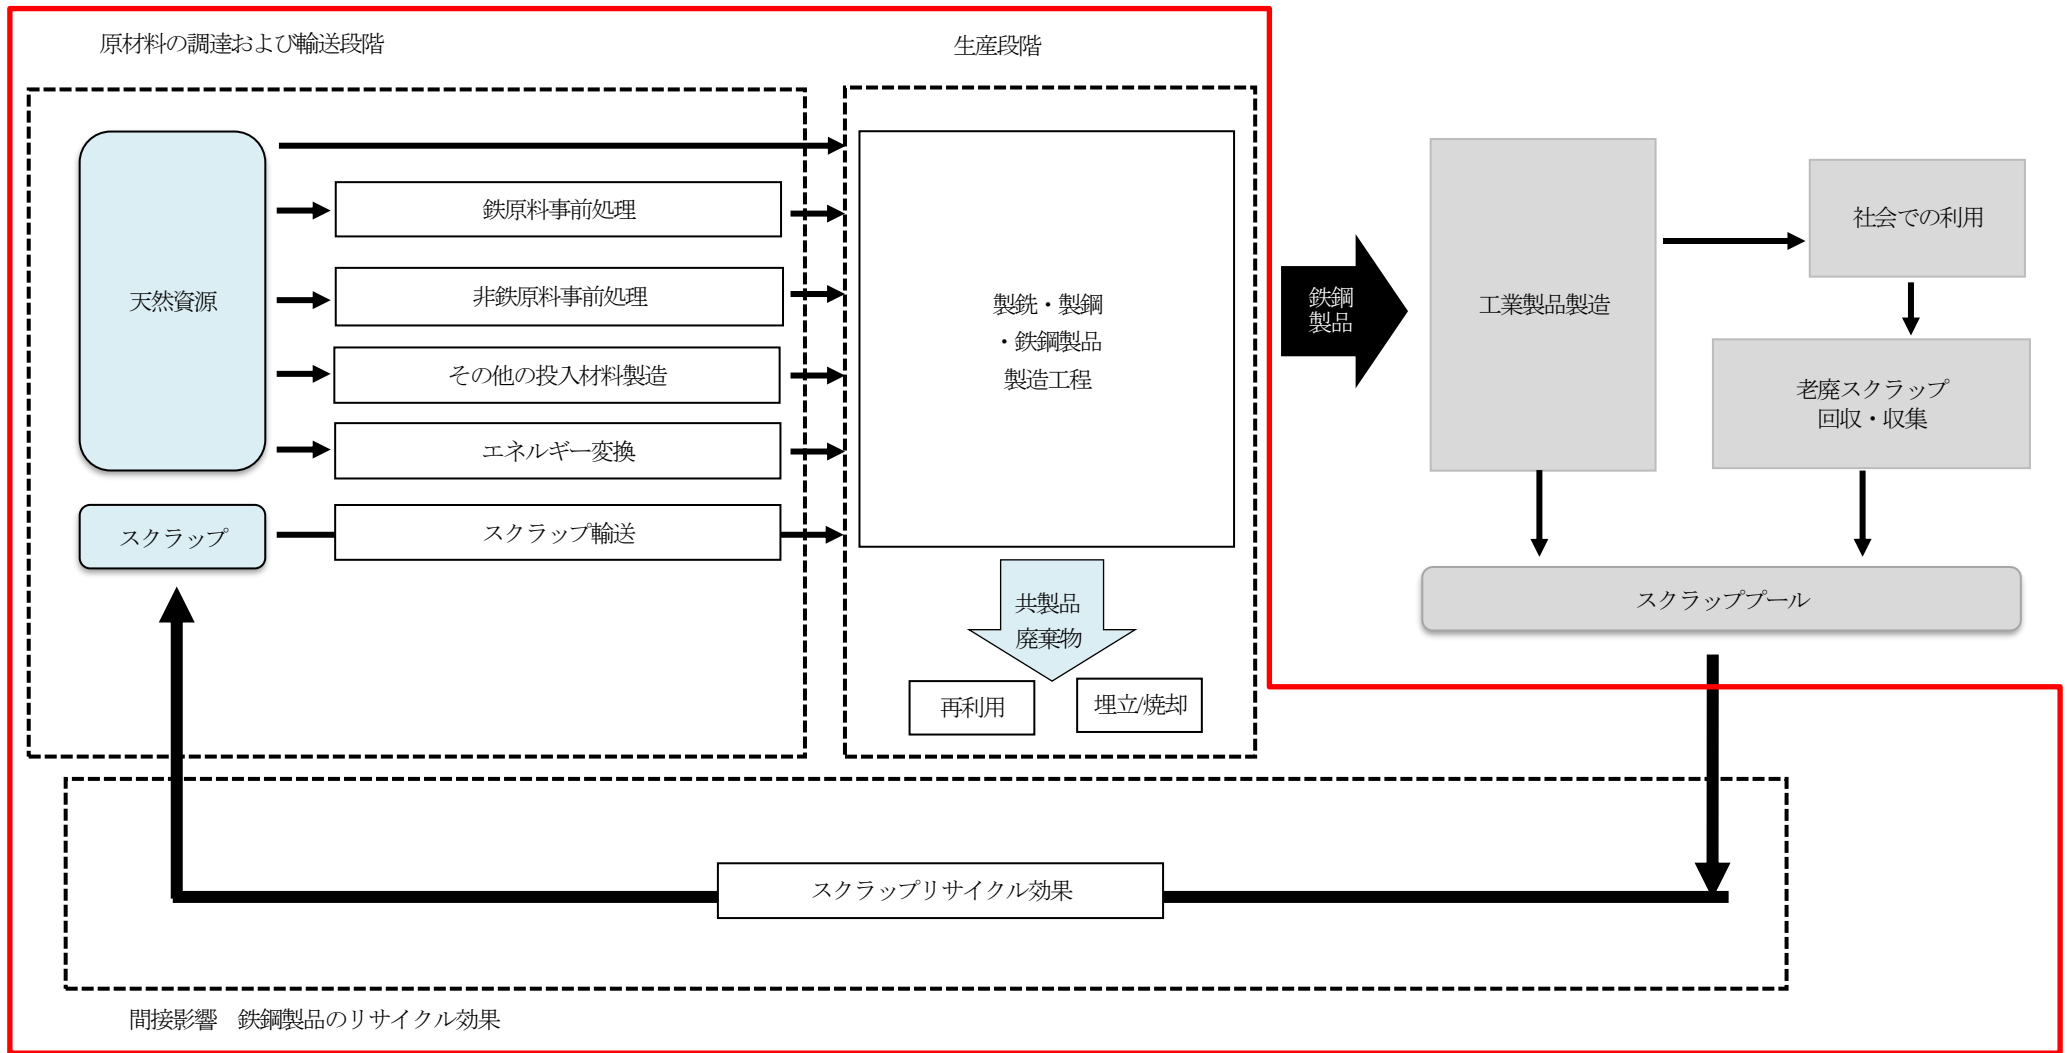 原材料の調達および輸送段階
生産段階
天然資源
鉄原料事前処理
非鉄原料事前処理
その他の投入材料製造
エネルギー変換
スクラップ
スクラップ輸送
製銑・製鋼
・鉄鋼製品
製造工程
共製品
廃棄物
再利用
埋立/焼却
鉄鋼
製品
工業製品製造
社会での利用
老廃スクラップ
回収・収集
スクラッププール
スクラップリサイクル効果
間接影響　鉄鋼製品のリサイクル効果